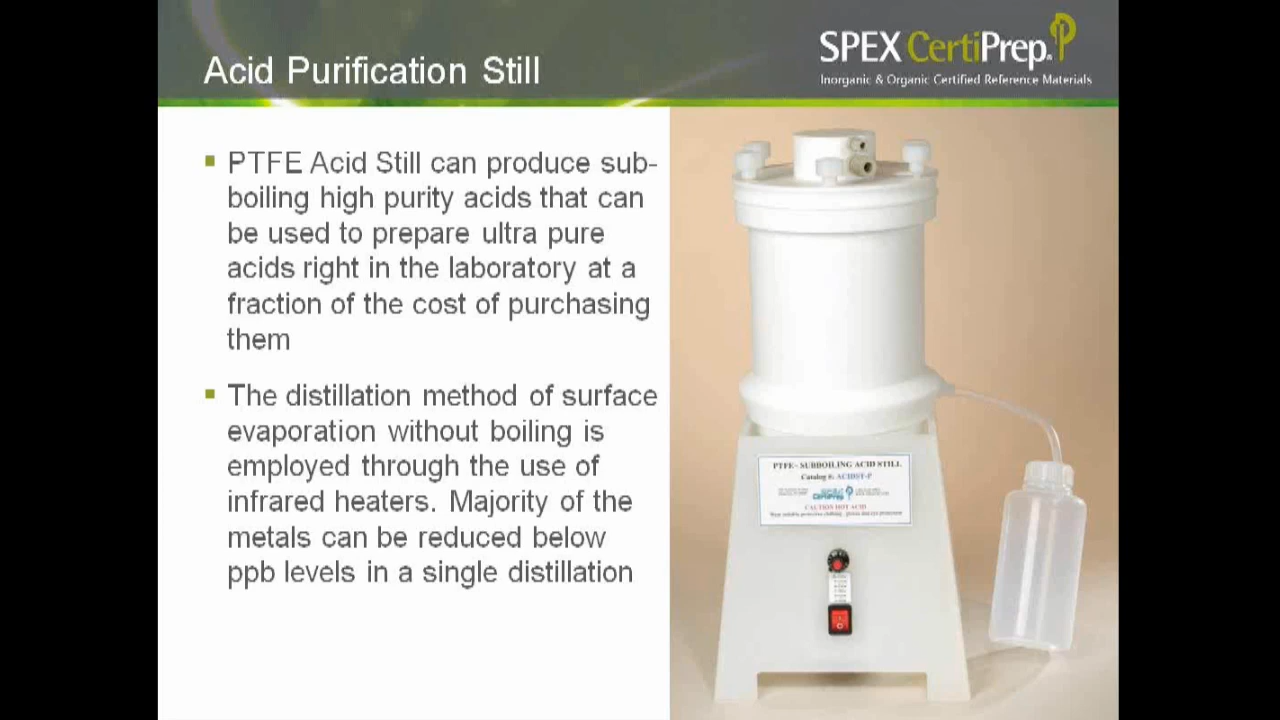 Acid Purification Still
SPEX CertiPrep
Inorganic & Organic Certified Reference Materials
PTFE Acid Still can produce sub-
boiling high purity acids that can
be used to prepare ultra pure
acids right in the laboratory at a
fraction of the cost of purchasing
them
The distillation method of surface
evaporation without boiling is
employed through the use of
infrared heaters. Majority of the
metals can be reduced below
ppb levels in a single distillation
PTFE- SUBBOILING ACID STILL
Catalog #: ACIDST-P
CertiPrep
CAUTION HOT ACID